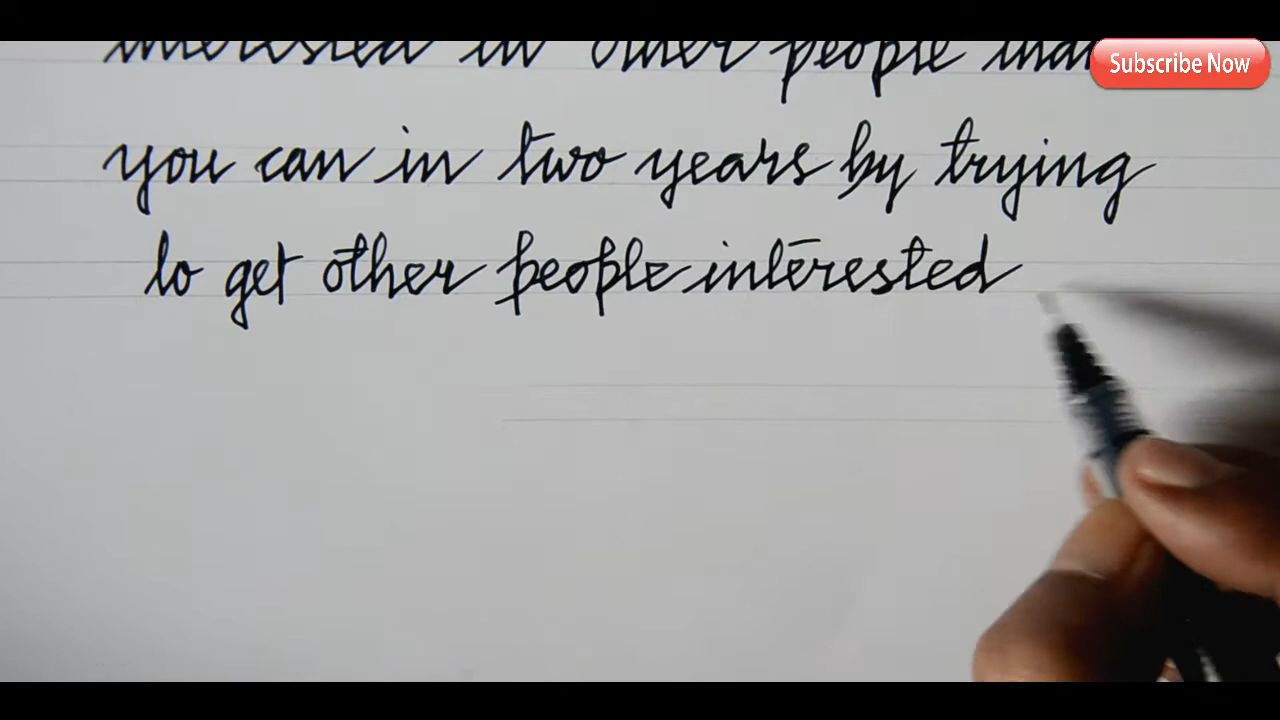 interested in other people than
Subscribe Now
you can in two years by trying
to get other people interested